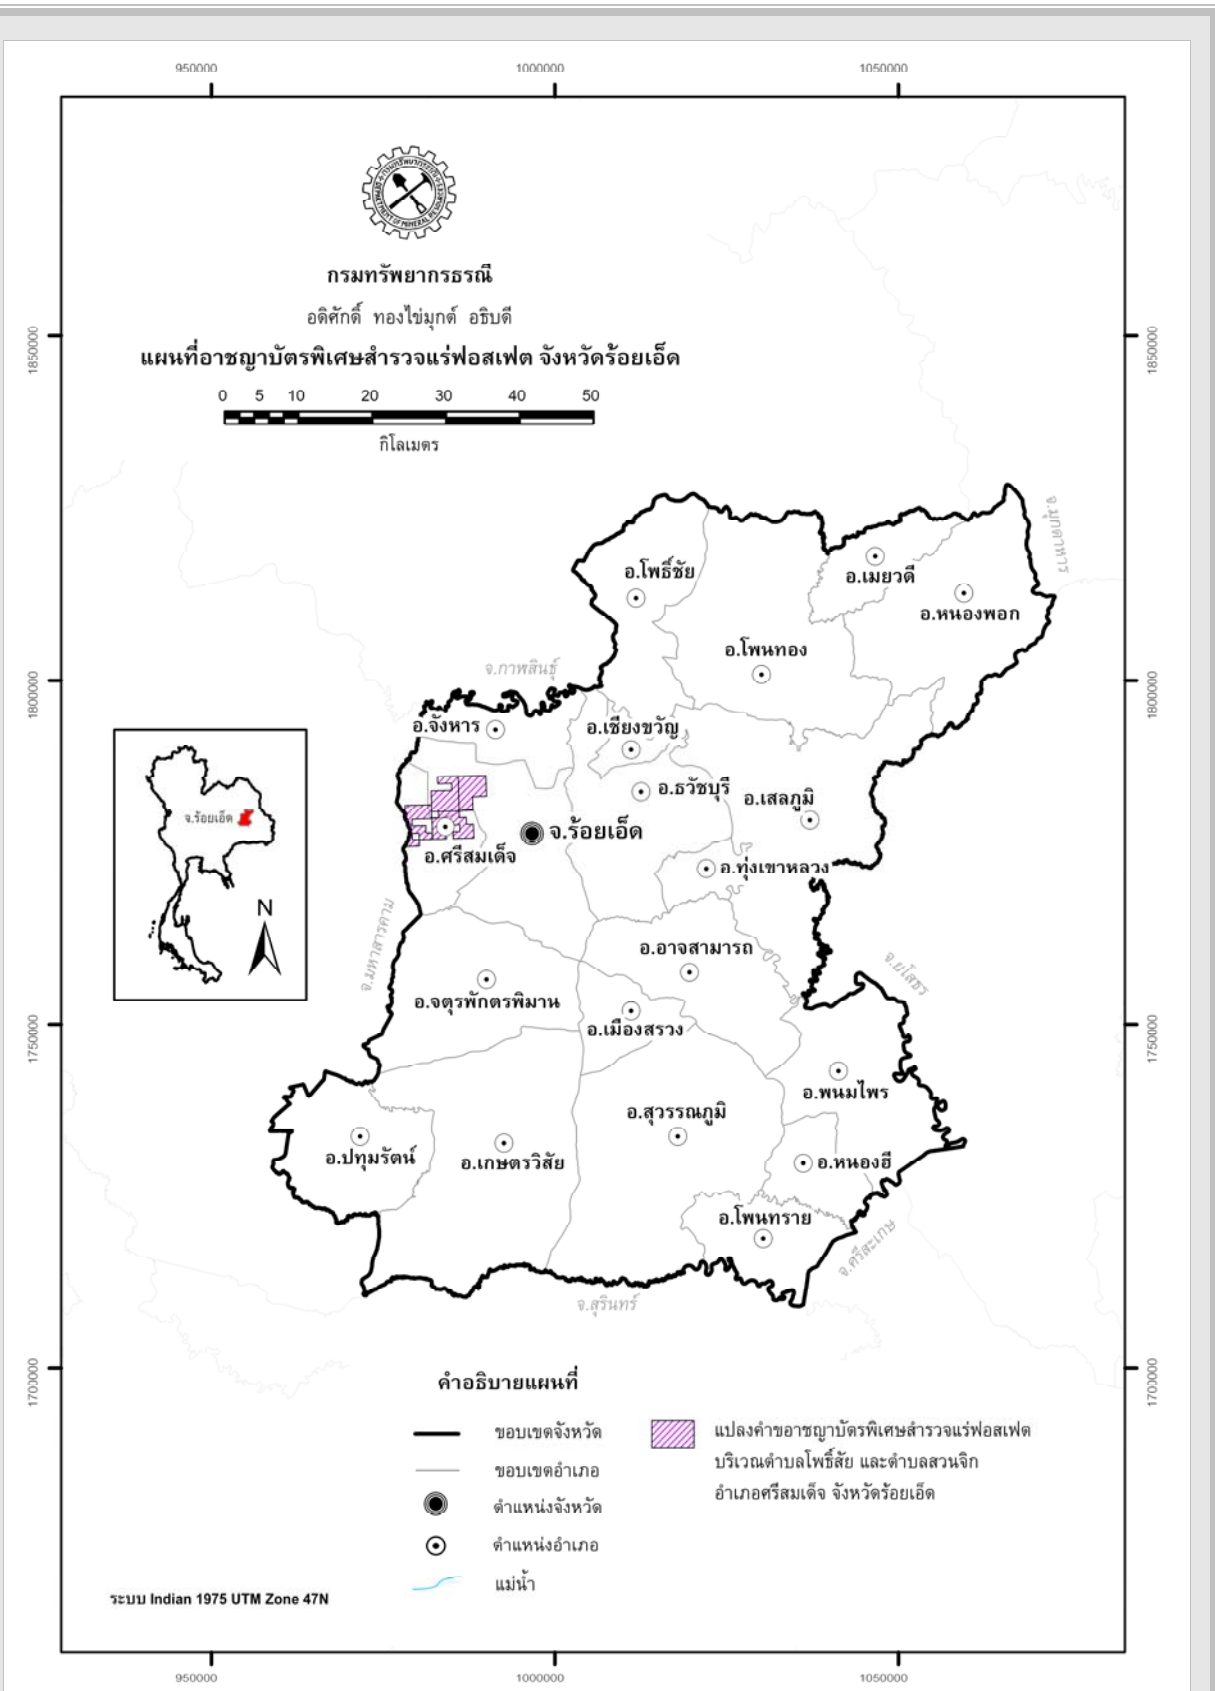 950000 1000000 1050000
DEPARTMENT OF MINERAL RESOURCES
กรมทรัพยากรธรณี
อดิศักดิ์ ทองไข่มุกต์ อธิบดี
แผนที่อาชญาบัตรพิเศษสำรวจแร่ฟอสเฟต จังหวัดร้อยเอ็ด
0 5 10 20 30 40 50
กิโลเมตร
1850000 1850000
จ.มุกดาหาร
อ.โพธิ์ชัย
อ.เมยวดี
อ.หนองพอก
อ.โพนทอง
จ.กาฬสินธุ์
1800000 1800000
อ.จังหาร
อ.เชียงขวัญ
อ.ธวัชบุรี
อ.เสลภูมิ
จ.ร้อยเอ็ด
จ.ร้อยเอ็ด
อ.ศรีสมเด็จ
อ.ทุ่งเขาหลวง
N
จ.มหาสารคาม
อ.อาจสามารถ
จ.ยโสธร
อ.จตุรพักตรพิมาน
อ.เมืองสรวง
1750000 1750000
อ.พนมไพร
อ.สุวรรณภูมิ
อ.ปทุมรัตน์
อ.เกษตรวิสัย
อ.หนองฮี
อ.โพนทราย
จ.ศรีสะเกษ
จ.สุรินทร์
1700000 1700000
คำอธิบายแผนที่
ขอบเขตจังหวัด
ขอบเขตอำเภอ
ตำแหน่งจังหวัด
ตำแหน่งอำเภอ
แม่น้ำ
แปลงคำขออาชญาบัตรพิเศษสำรวจแร่ฟอสเฟต
บริเวณตำบลโพธิ์สัย และตำบลสวนจิก
อำเภอศรีสมเด็จ จังหวัดร้อยเอ็ด
ระบบ Indian 1975 UTM Zone 47N
950000 1000000 1050000